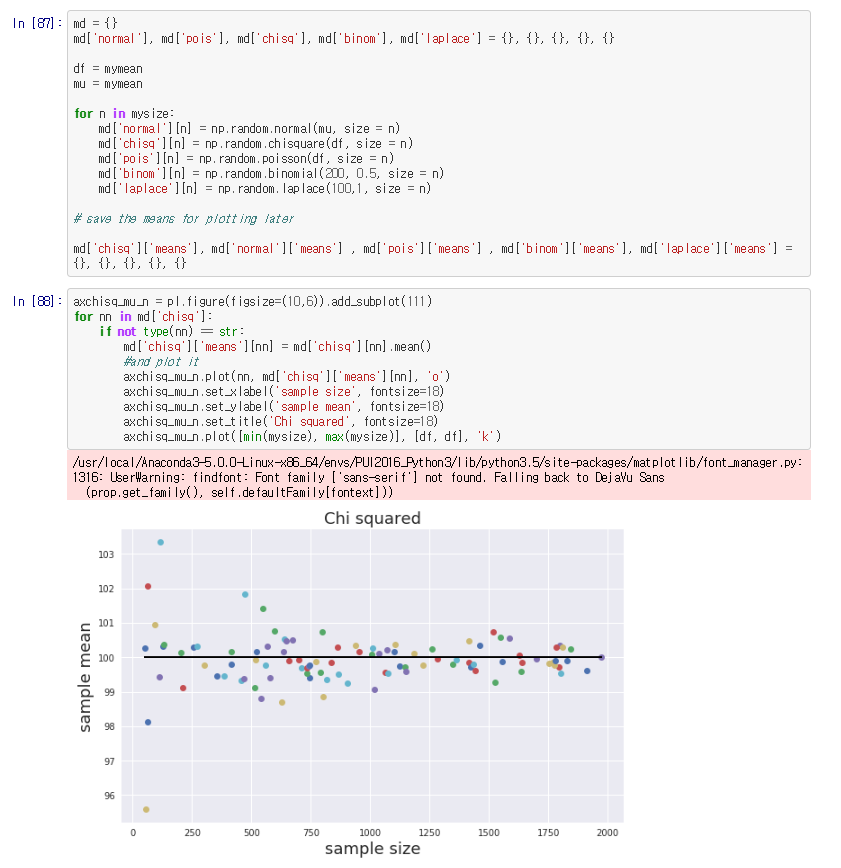 In [87]: md = {}
md['normal'], md['pois'], md['chisq'], md['binom'], md['laplace'] = {}, {}, {}, {}, {}
df = mymean
mu = mymean
for n in mysize:
md['normal'][n] = np.random.normal(mu, size = n)
md['chisq'][n] = np.random.chisquare(df, size = n)
md['pois'][n] = np.random.poisson(df, size = n)
md['binom'][n] = np.random.binomial(200, 0.5, size = n)
md['laplace'][n] = np.random.laplace(100,1, size = n)
# save the means for plotting later
md['chisq']['means'], md['normal']['means'] , md['pois']['means'] , md['binom']['means'], md['laplace']['means'] =
{}, {}, {}, {}, {}
In [88]: axchisq_mu_n = pl.figure(figsize=(10,6)).add_subplot(111)
for nn in md['chisq']:
if not type(nn) == str:
md['chisq']['means'][nn] = md['chisq'][nn].mean()
#and plot it
axchisq_mu_n.plot(nn, md['chisq']['means'][nn], 'o')
axchisq_mu_n.set_xlabel('sample size', fontsize=18)
axchisq_mu_n.set_ylabel('sample mean', fontsize=18)
axchisq_mu_n.set_title('Chi squared', fontsize=18)
axchisq_mu_n.plot([min(mysize), max(mysize)], [df, df], 'k')
/usr/local/Anaconda3-5.0.0-Linux-x86_64/envs/PUI2016_Python3/lib/python3.5/site-packages/matplotlib/font_manager.py:
1316: UserWarning: findfont: Font family ['sans-serif'] not found. Falling back to DejaVu Sans
(prop.get_family(), self.defaultFamily[fontext]))
Chi squared
103
102
101
100
99
98
97
96
sample mean
0 250 500 750 1000 1250 1500 1750 2000
sample size